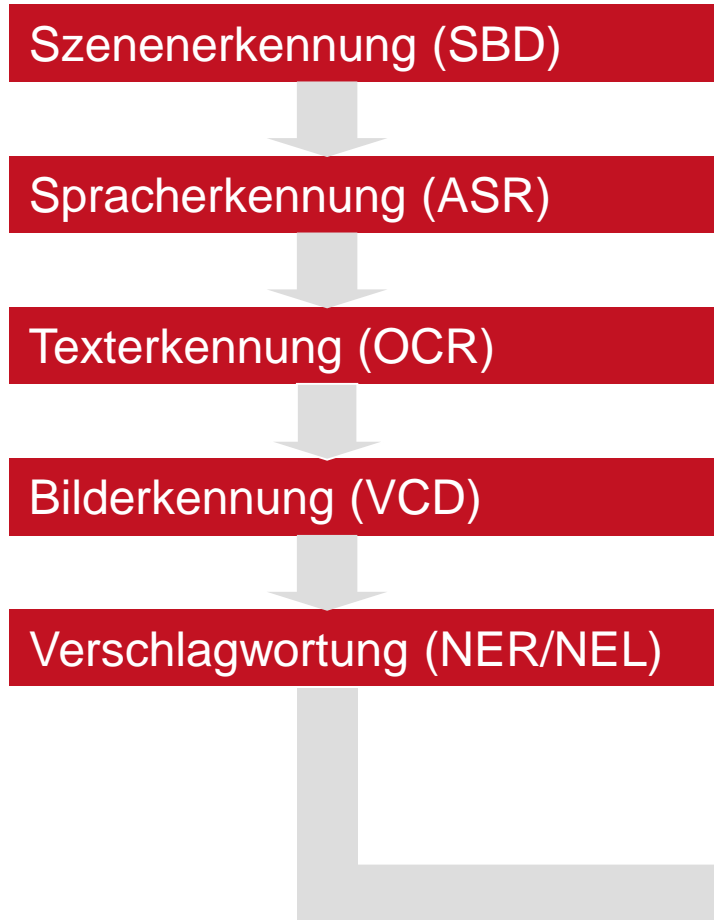 Szenenerkennung (SBD)
Spracherkennung (ASR)
Texterkennung (OCR)
Bilderkennung (VCD)
Verschlagwortung (NER/NEL)